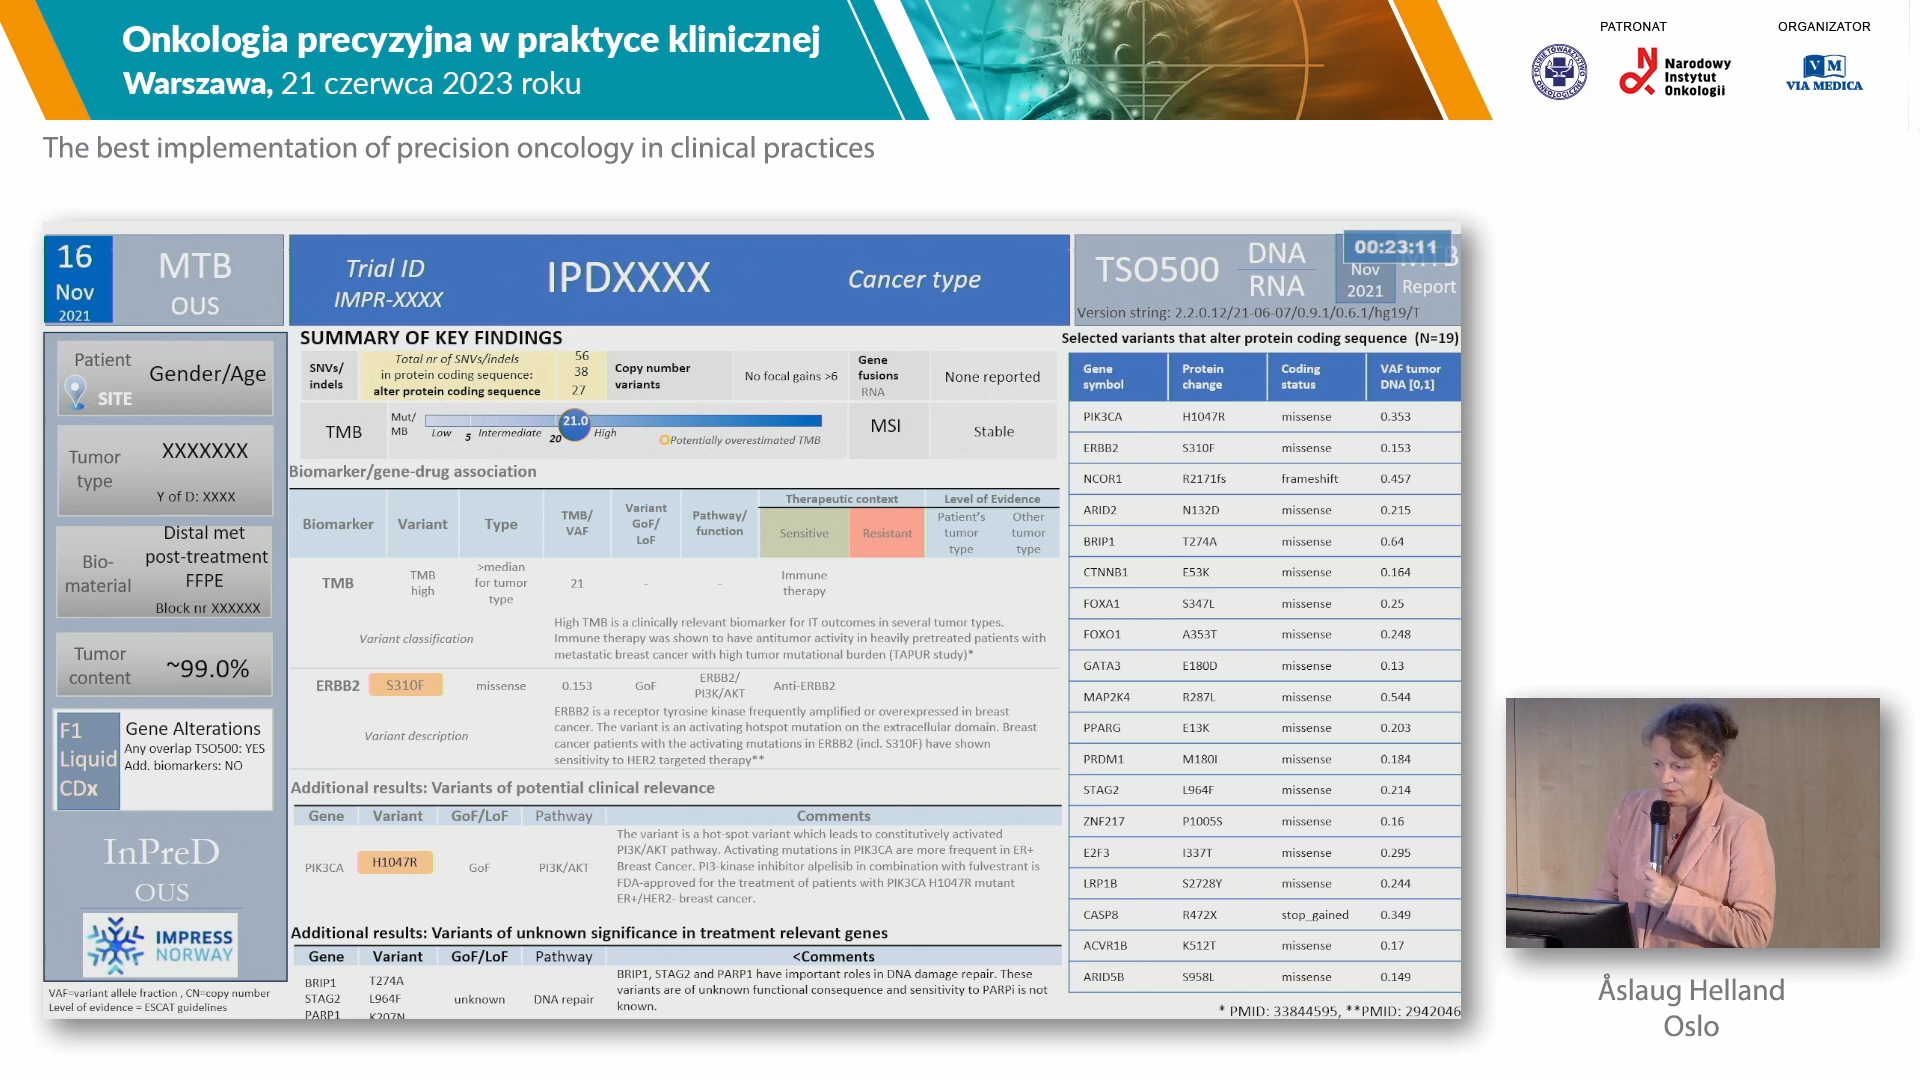 Onkologia precyzyjna w praktyce klinicznej
Warszawa, 21 czerwca 2023 roku
PATRONAT
ORGANIZATOR
POLSKIE TOWARZYSTWO ONKOLOGICZNE
Narodowy
Instytut
Onkologii
VM
VIA MEDICA
The best implementation of precision oncology in clinical practices
16
Nov
2021
MTB
OUS
Trial ID
IMPR-XXXX
IPDXXXX
Cancer type
TSO500
DNA
RNA
00:23:11
Nov
2021
MTB
Report
Version string: 2.2.0.12/21-06-07/0.9.1/0.6.1/hg19/T
Patient
SITE
Gender/Age
Tumor
type
XXXXXXX
Y of D: XXXX
Bio-
material
Distal met
post-treatment
FFPE
Block nr XXXXXX
Tumor
content
~99.0%
F1
Liquid
CDx
Gene Alterations
Any overlap TSO500: YES
Add. biomarkers: NO
InPreD
OUS
IMPRESS
NORWAY
VAF=variant allele fraction , CN=copy number
Level of evidence = ESCAT guidelines
SUMMARY OF KEY FINDINGS
SNVs/
indels
Total nr of SNVs/indels 56
in protein coding sequence: 38
alter protein coding sequence 27
Copy number
variants
No focal gains >6
Gene
fusions
RNA
None reported
TMB
Mut/
MB
Low 5 Intermediate 20 21.0 High
Potentially overestimated TMB
MSI
Stable
Biomarker/gene-drug association
Biomarker
Variant
Type
TMB/
VAF
Variant
GoF/
LoF
Pathway/
function
Therapeutic context
Sensitive
Resistant
Level of Evidence
Patient's
tumor
type
Other
tumor
type
TMB
TMB
high
>median
for tumor
type
21
-
-
Immune
therapy
Variant classification
High TMB is a clinically relevant biomarker for IT outcomes in several tumor types.
Immune therapy was shown to have antitumor activity in heavily pretreated patients with
metastatic breast cancer with high tumor mutational burden (TAPUR study)*
ERBB2
S310F
missense
0.153
GoF
ERBB2/
PI3K/AKT
Anti-ERBB2
Variant description
ERBB2 is a receptor tyrosine kinase frequently amplified or overexpressed in breast
cancer. The variant is an activating hotspot mutation on the extracellular domain. Breast
cancer patients with the activating mutations in ERBB2 (incl. S310F) have shown
sensitivity to HER2 targeted therapy**
Additional results: Variants of potential clinical relevance
Gene Variant GoF/LoF Pathway Comments
PIK3CA H1047R GoF PI3K/AKT
The variant is a hot-spot variant which leads to constitutively activated
PI3K/AKT pathway. Activating mutations in PIK3CA are more frequent in ER+
Breast Cancer. PI3-kinase inhibitor alpelisib in combination with fulvestrant is
FDA-approved for the treatment of patients with PIK3CA H1047R mutant
ER+/HER2- breast cancer.
Additional results: Variants of unknown significance in treatment relevant genes
Gene Variant GoF/LoF Pathway <Comments
BRIP1 T274A
STAG2 L964F
PARP1 K207N
unknown
DNA repair
BRIP1, STAG2 and PARP1 have important roles in DNA damage repair. These
variants are of unknown functional consequence and sensitivity to PARPi is not
known.
Selected variants that alter protein coding sequence (N=19)
Gene
symbol
Protein
change
Coding
status
VAF tumor
DNA [0,1]
PIK3CA H1047R missense 0.353
ERBB2 S310F missense 0.153
NCOR1 R2171fs frameshift 0.457
ARID2 N132D missense 0.215
BRIP1 T274A missense 0.64
CTNNB1 E53K missense 0.164
FOXA1 S347L missense 0.25
FOXO1 A353T missense 0.248
GATA3 E180D missense 0.13
MAP2K4 R287L missense 0.544
PPARG E13K missense 0.203
PRDM1 M180I missense 0.184
STAG2 L964F missense 0.214
ZNF217 P1005S missense 0.16
E2F3 I337T missense 0.295
LRP1B S2728Y missense 0.244
CASP8 R472X stop_gained 0.349
ACVR1B K512T missense 0.17
ARID5B S958L missense 0.149
* PMID: 33844595, **PMID: 2942046
Åslaug Helland
Oslo